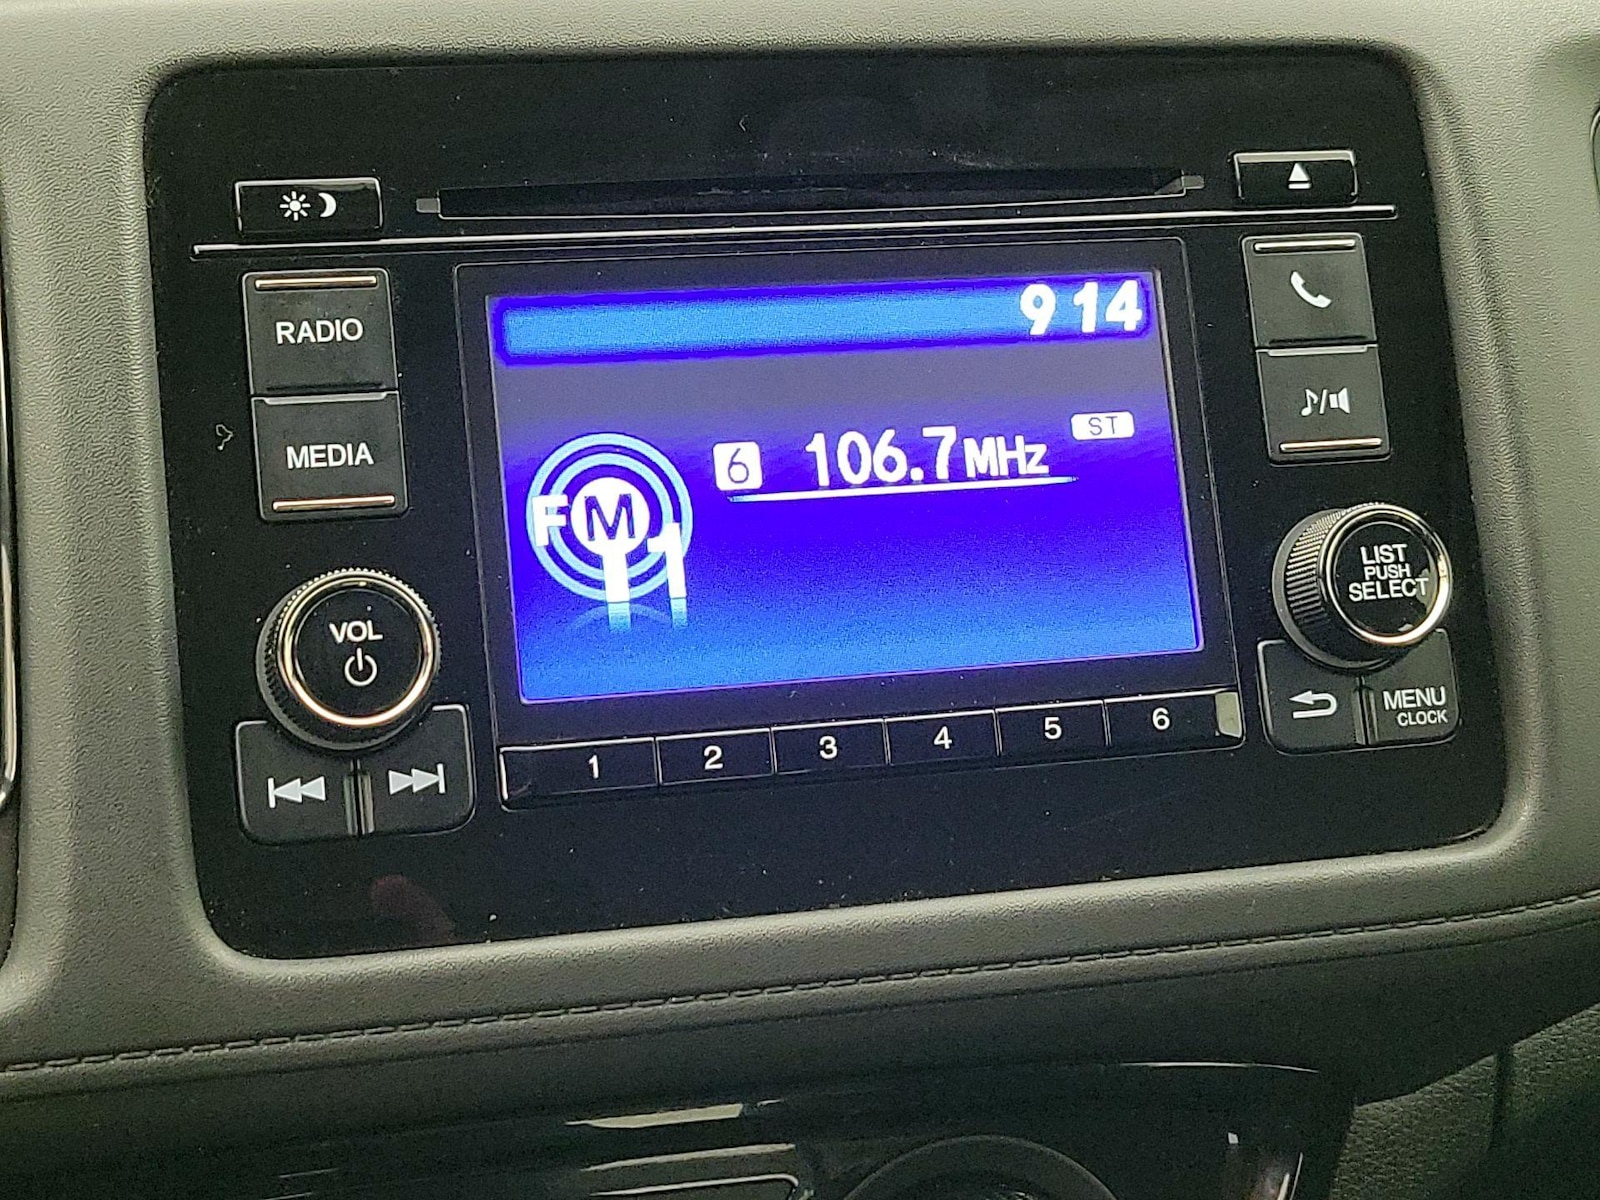 RADIO
MEDIA
VOL
9 14
FM.1
6 106.7MHz ST
1 2 3 4 5 6
LIST
PUSH
SELECT
MENU
CLOCK